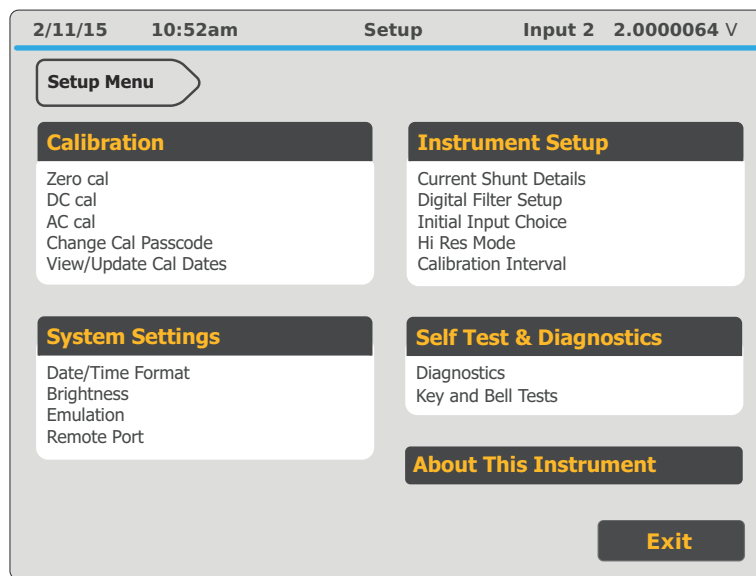 2/11/15 10:52am Setup Input 2 2.0000064 V
Setup Menu
Calibration
Zero cal
DC cal
AC cal
Change Cal Passcode
View/Update Cal Dates
Instrument Setup
Current Shunt Details
Digital Filter Setup
Initial Input Choice
Hi Res Mode
Calibration Interval
System Settings
Date/Time Format
Brightness
Emulation
Remote Port
Self Test & Diagnostics
Diagnostics
Key and Bell Tests
About This Instrument
Exit